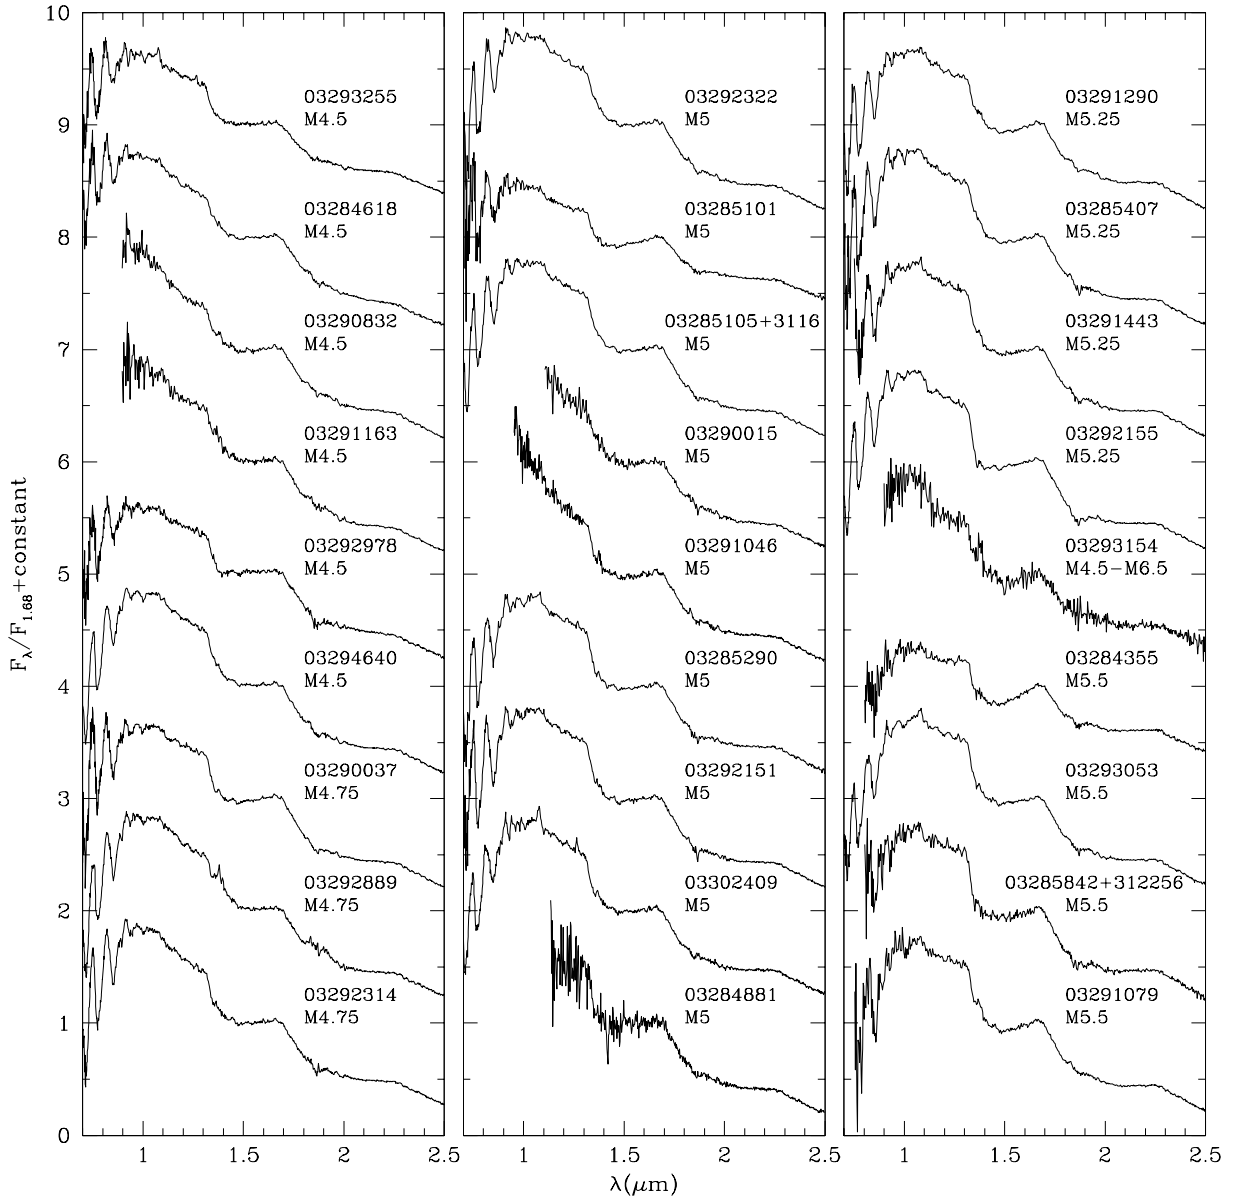 10
9
8
7
6
5
4
3
2
1
0
Fλ/F1.68+constant
03293255
M4.5
03284618
M4.5
03290832
M4.5
03291163
M4.5
03292978
M4.5
03294640
M4.5
03290037
M4.75
03292889
M4.75
03292314
M4.75
1 1.5 2 2.5
03292322
M5
03285101
M5
03285105+3116
M5
03290015
M5
03291046
M5
03285290
M5
03292151
M5
03302409
M5
03284881
M5
1 1.5 2 2.5
λ(μm)
03291290
M5.25
03285407
M5.25
03291443
M5.25
03292155
M5.25
03293154
M4.5−M6.5
03284355
M5.5
03293053
M5.5
03285842+312256
M5.5
03291079
M5.5
1 1.5 2 2.5